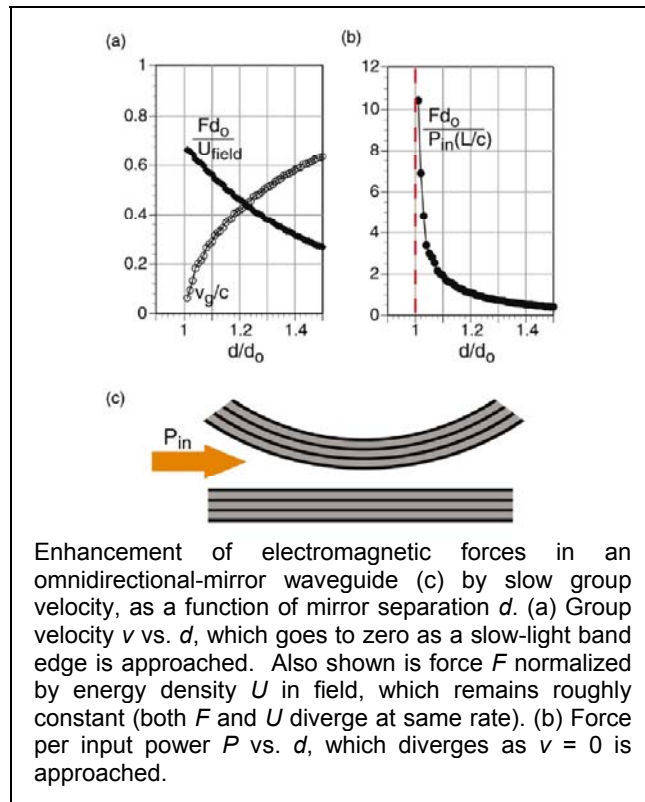 (a)
1
0.8
0.6
0.4
0.2
0
Fd₀
U_field
v_g/c
1 1.2 1.4
d/d₀
(b)
12
10
8
6
4
2
0
Fd₀
P_in(L/c)
1 1.2 1.4
d/d₀
(c)
P_in
Enhancement of electromagnetic forces in an
omnidirectional-mirror waveguide (c) by slow group
velocity, as a function of mirror separation d. (a) Group
velocity v vs. d, which goes to zero as a slow-light band
edge is approached. Also shown is force F normalized
by energy density U in field, which remains roughly
constant (both F and U diverge at same rate). (b) Force
per input power P vs. d, which diverges as v = 0 is
approached.